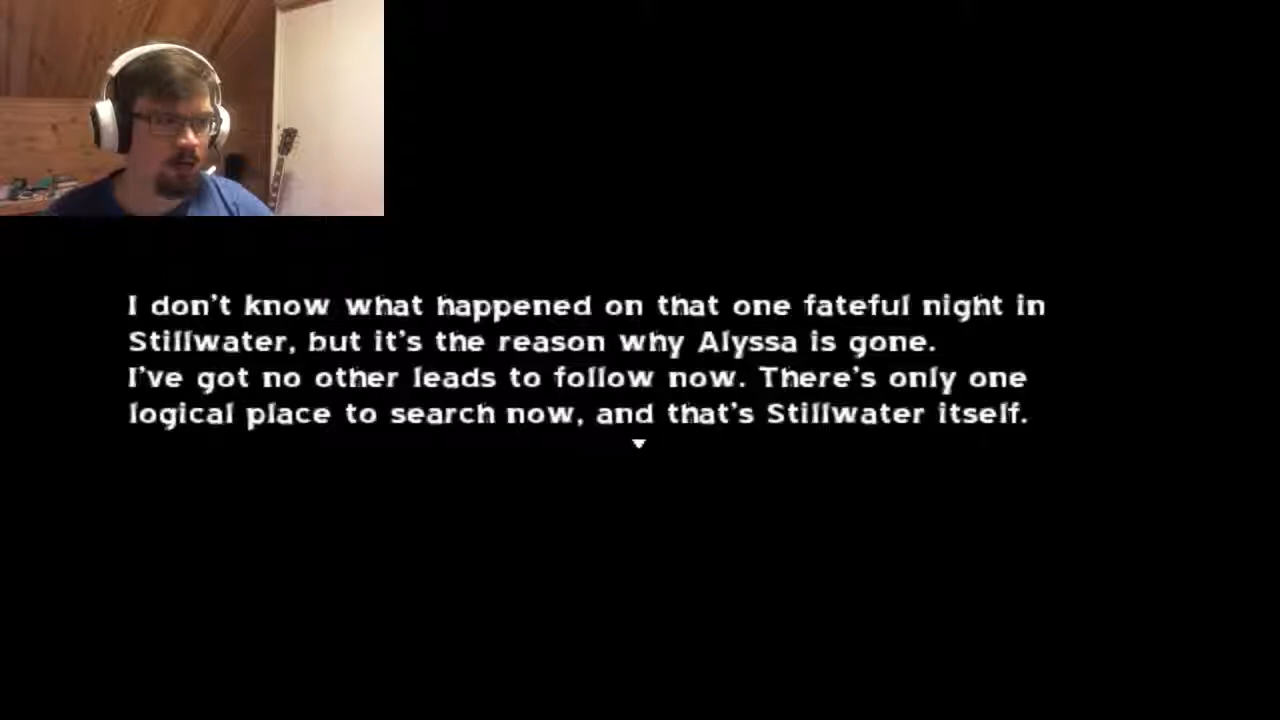 I don't know what happened on that one fateful night in
Stillwater, but it's the reason why Alyssa is gone.
I've got no other leads to follow now. There's only one
logical place to search now, and that's Stillwater itself.